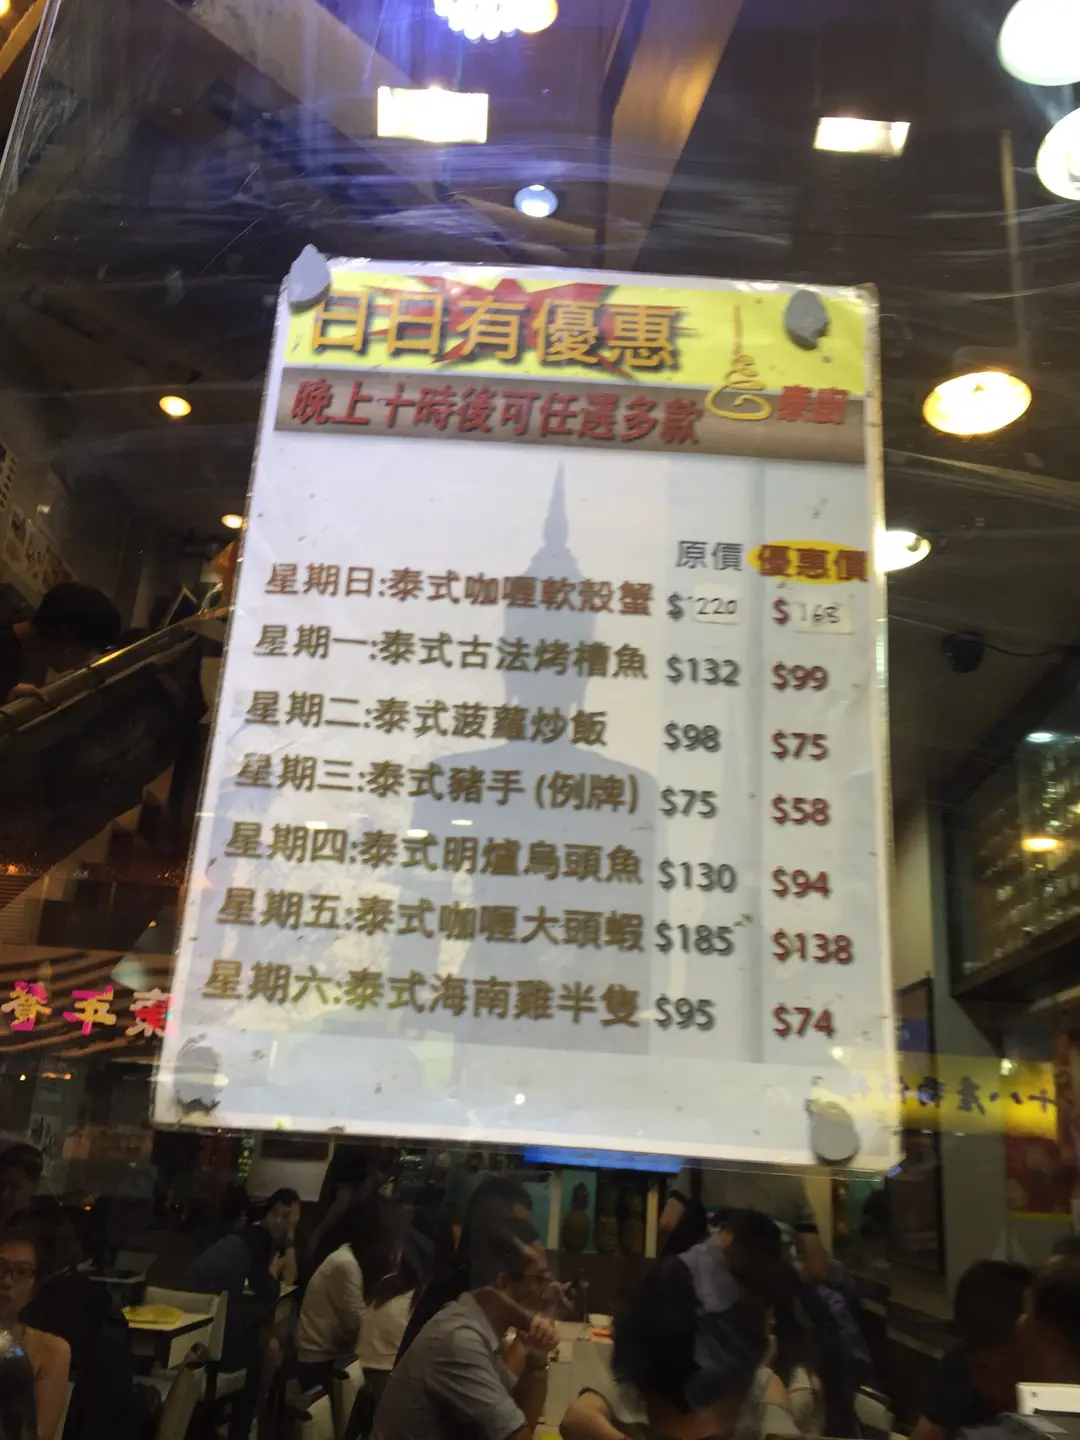 日日有優惠
晚上十時後可任選多款 泰廚
原價 優惠價
星期日:泰式咖喱軟殼蟹 $220 $168
星期一:泰式古法烤槽魚 $132 $99
星期二:泰式菠蘿炒飯 $98 $75
星期三:泰式豬手 (例牌) $75 $58
星期四:泰式明爐烏頭魚 $130 $94
星期五:泰式咖喱大頭蝦 $185 $138
星期六:泰式海南雞半隻 $95 $74